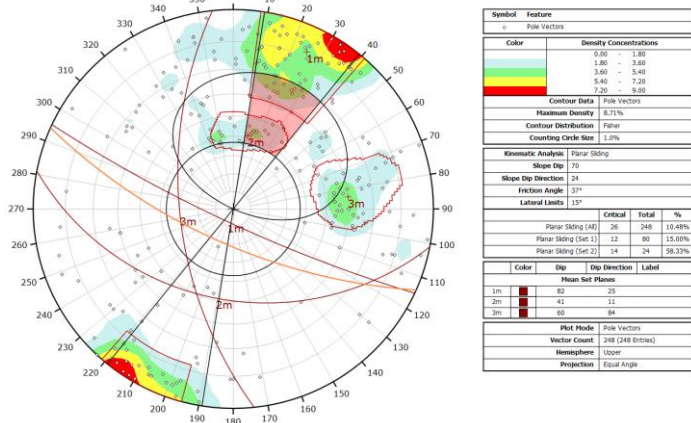 10
20
30
40
50
60
70
80
90
100
110
120
130
140
150
160
170
180
190
200
210
220
230
240
250
260
270
280
290
300
310
1m
2m
3m
3m
1m
2m
Symbol Feature
Pole Vectors
Color Density Concentrations
0.00 - 1.80
1.80 - 3.60
3.60 - 5.40
5.40 - 7.20
7.20 - 9.00
Contour Data Pole Vectors
Maximum Density 8.71%
Contour Distribution Fisher
Counting Circle Size 1.0%
Kinematic Analysis Planar Sliding
Slope Dip 70
Slope Dip Direction 24
Friction Angle 37°
Lateral Limits 15°
Critical Total %
Planar Sliding (All) 26 248 10.48%
Planar Sliding (Set 1) 12 80 15.00%
Planar Sliding (Set 2) 14 24 58.33%
Color Dip Dip Direction Label
Mean Set Planes
1m 82 25
2m 41 11
3m 60 84
Plot Mode Pole Vectors
Vector Count 248 (248 Entries)
Hemisphere Upper
Projection Equal Angle